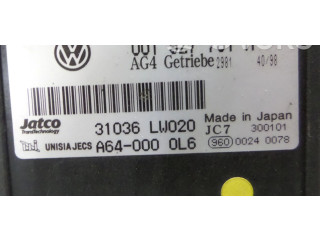 AG4 Getriebe 2981 40/98
Jatco 31036 LW020 Made in Japan
TransTechnology JC7 300101
UNISIA JECS A64-000 0L6 960 0024 0078